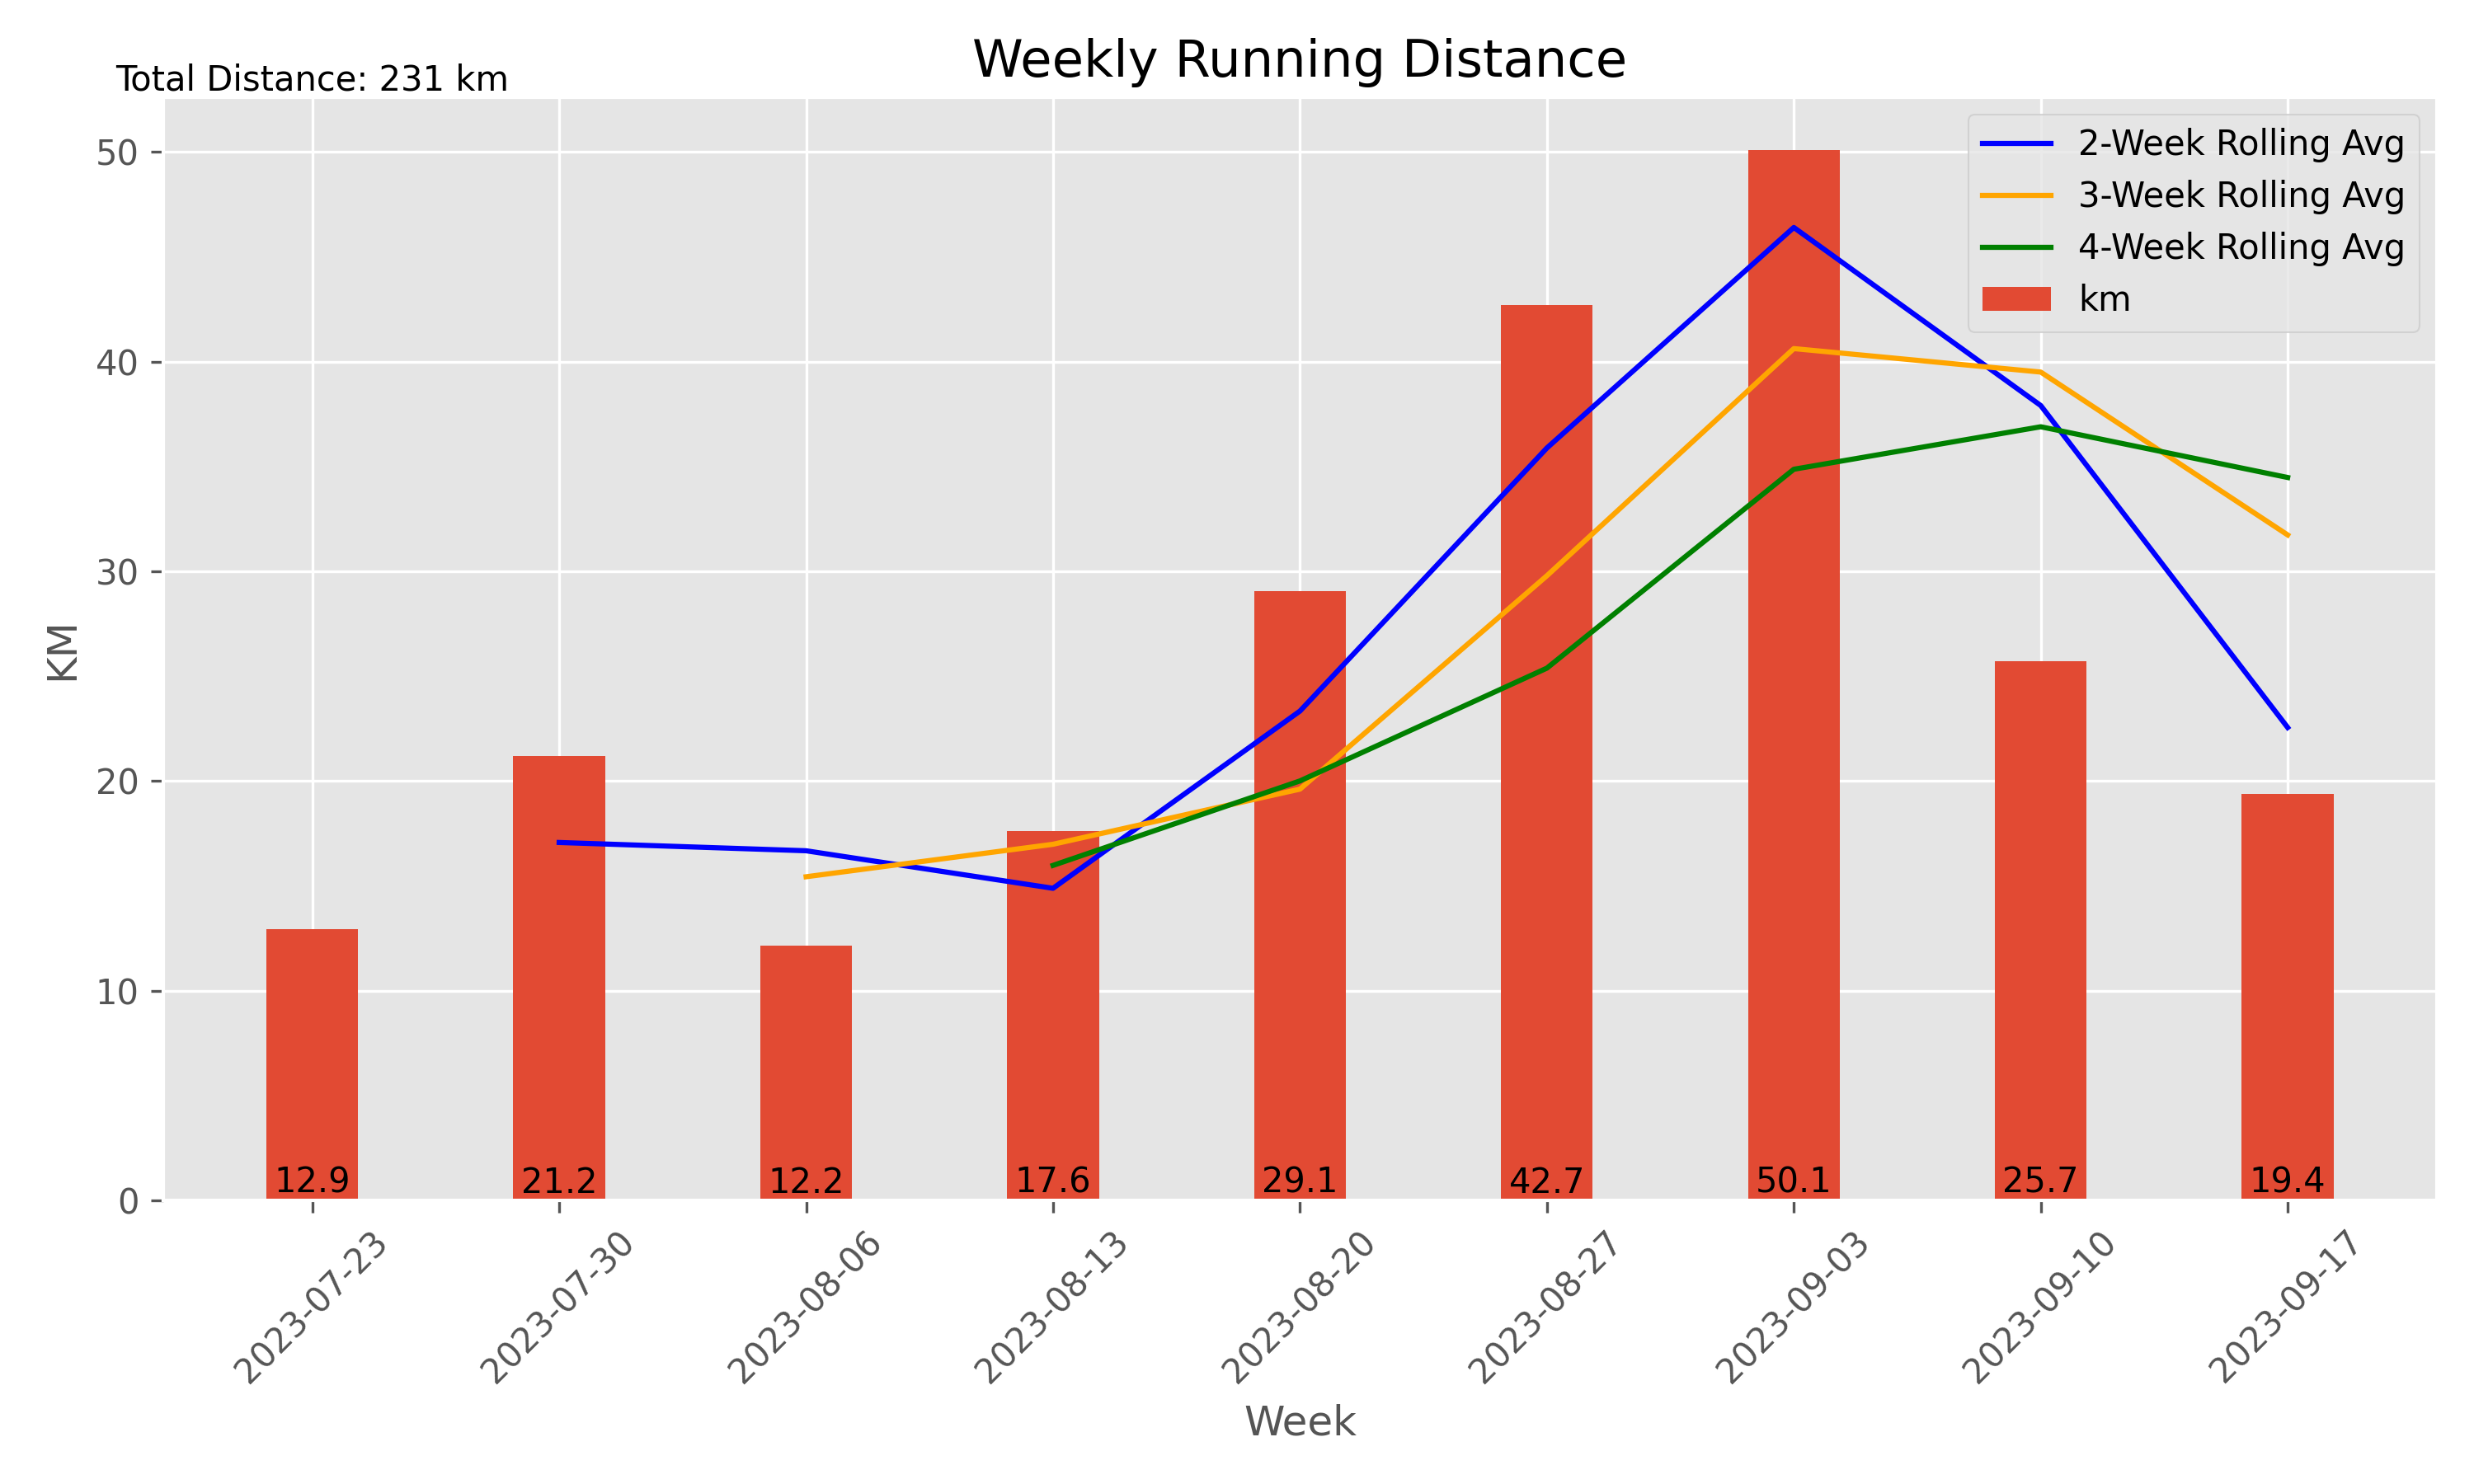 Weekly Running Distance
Total Distance: 231 km
2-Week Rolling Avg
3-Week Rolling Avg
4-Week Rolling Avg
km
50
40
30
20
10
0
KM
12.9 21.2 12.2 17.6 29.1 42.7 50.1 25.7 19.4
2023-07-23 2023-07-30 2023-08-06 2023-08-13 2023-08-20 2023-08-27 2023-09-03 2023-09-10 2023-09-17
Week